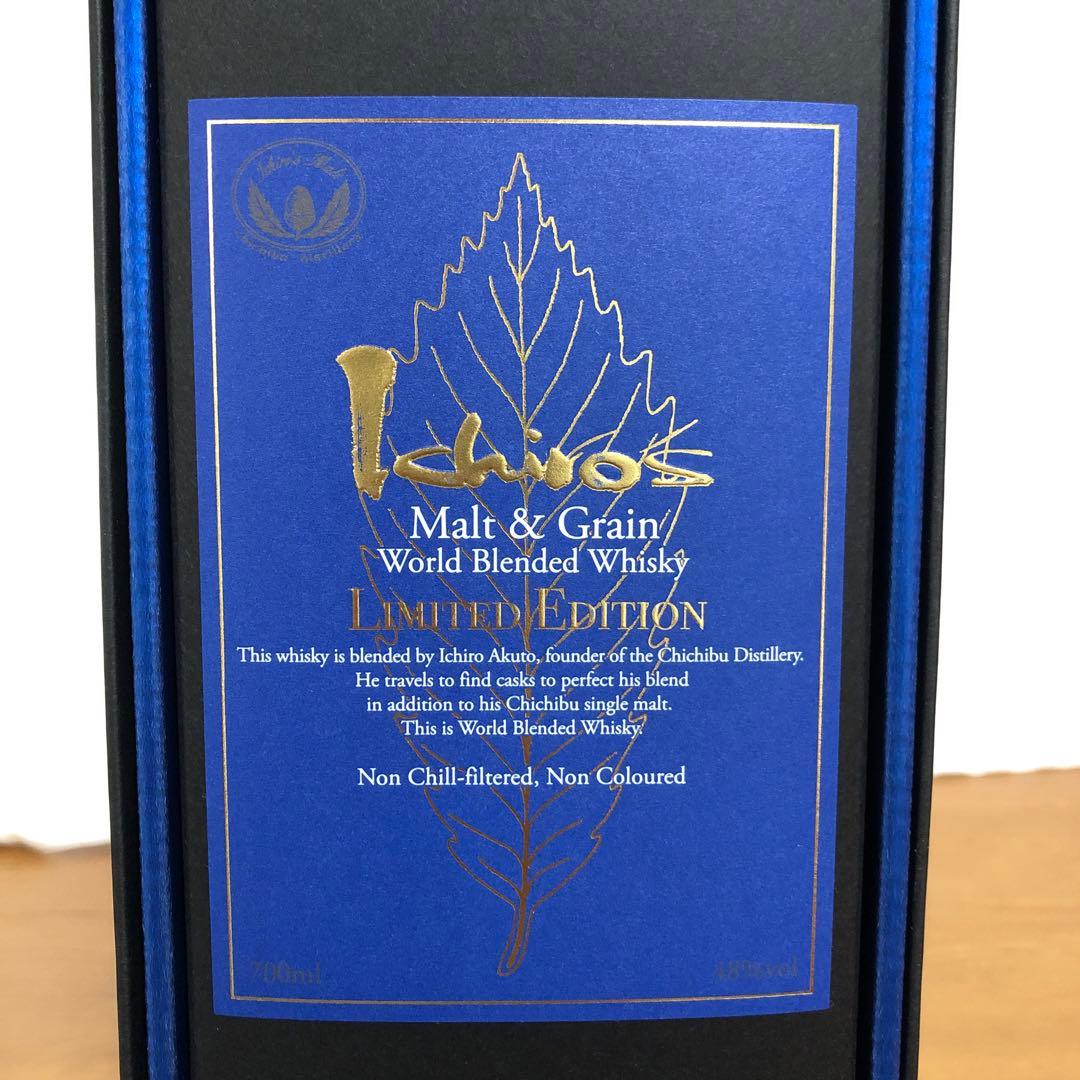 Ichiro's Malt
Ichiro's
Malt & Grain
World Blended Whisky
LIMITED EDITION
This whisky is blended by Ichiro Akuto, founder of the Chichibu Distillery.
He travels to find casks to perfect his blend
in addition to his Chichibu single malt.
This is World Blended Whisky.
Non Chill-filtered, Non Coloured
700ml
48%vol